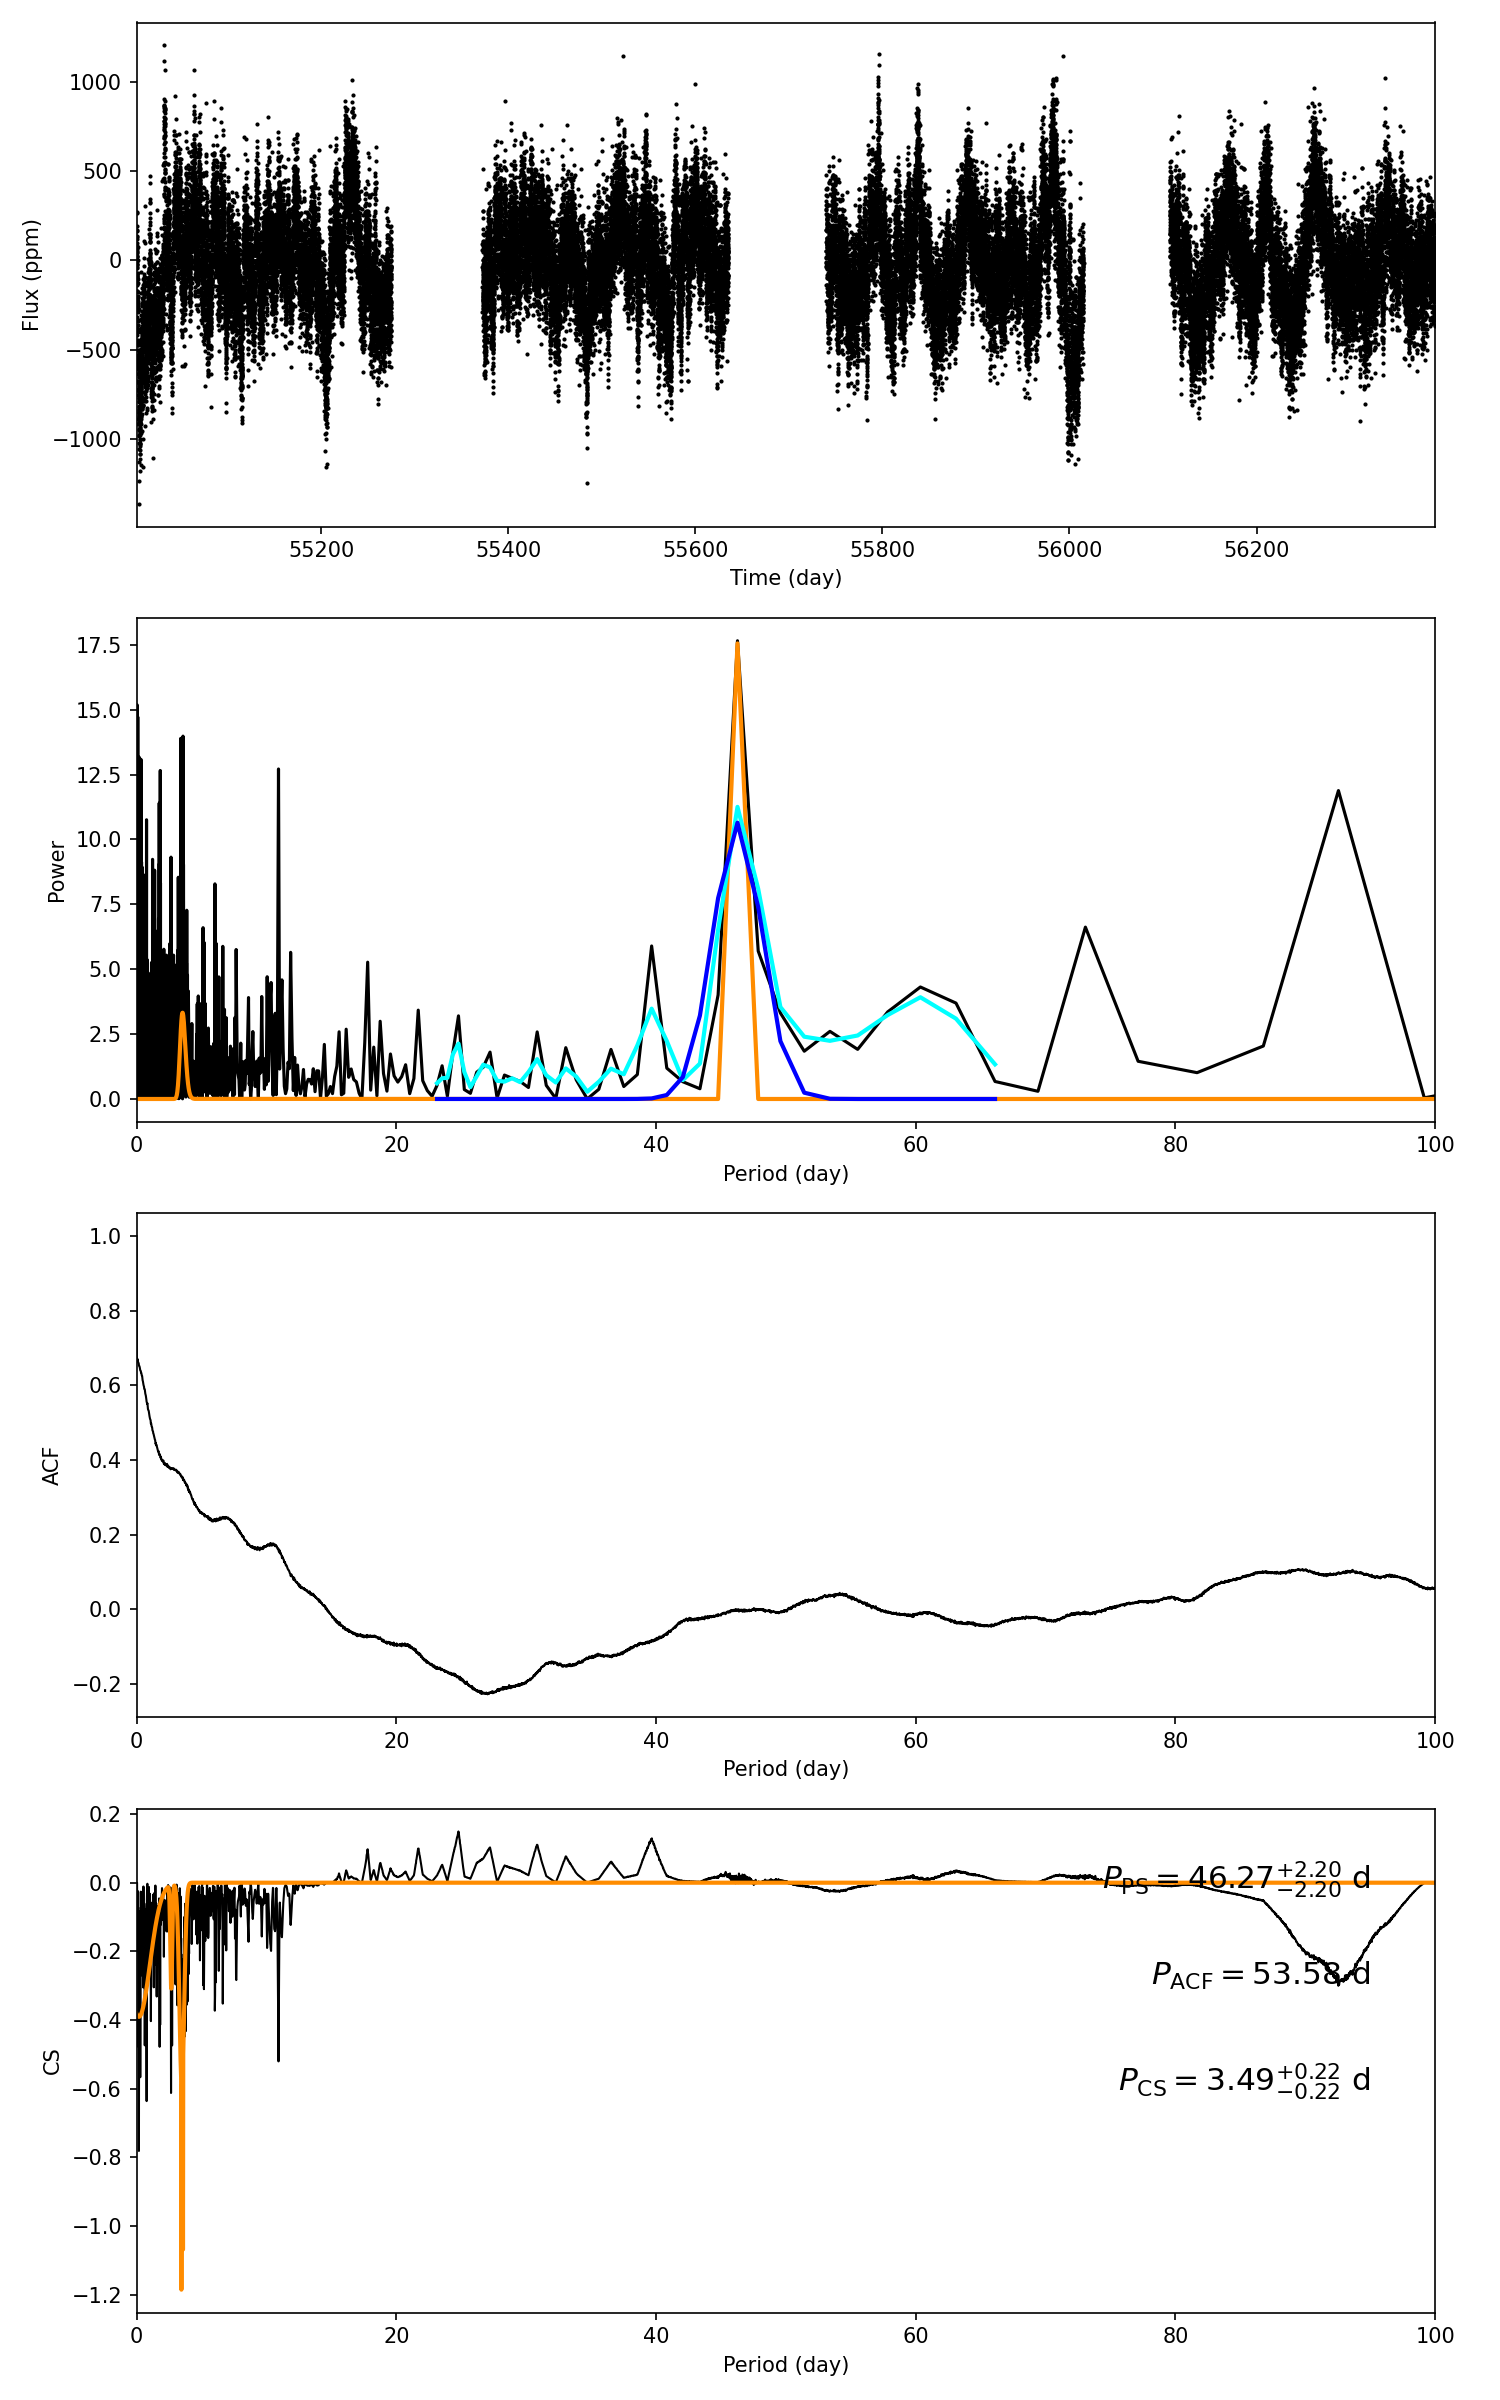 1000
500
0
−500
−1000
Flux (ppm)
55200 55400 55600 55800 56000 56200
Time (day)
17.5
15.0
12.5
10.0
7.5
5.0
2.5
0.0
Power
0 20 40 60 80 100
Period (day)
1.0
0.8
0.6
0.4
0.2
0.0
−0.2
ACF
0 20 40 60 80 100
Period (day)
0.2
0.0
−0.2
−0.4
−0.6
−0.8
−1.0
−1.2
CS
P_PS = 46.27^{+2.20}_{−2.20} d
P_ACF = 53.58 d
P_CS = 3.49^{+0.22}_{−0.22} d
0 20 40 60 80 100
Period (day)